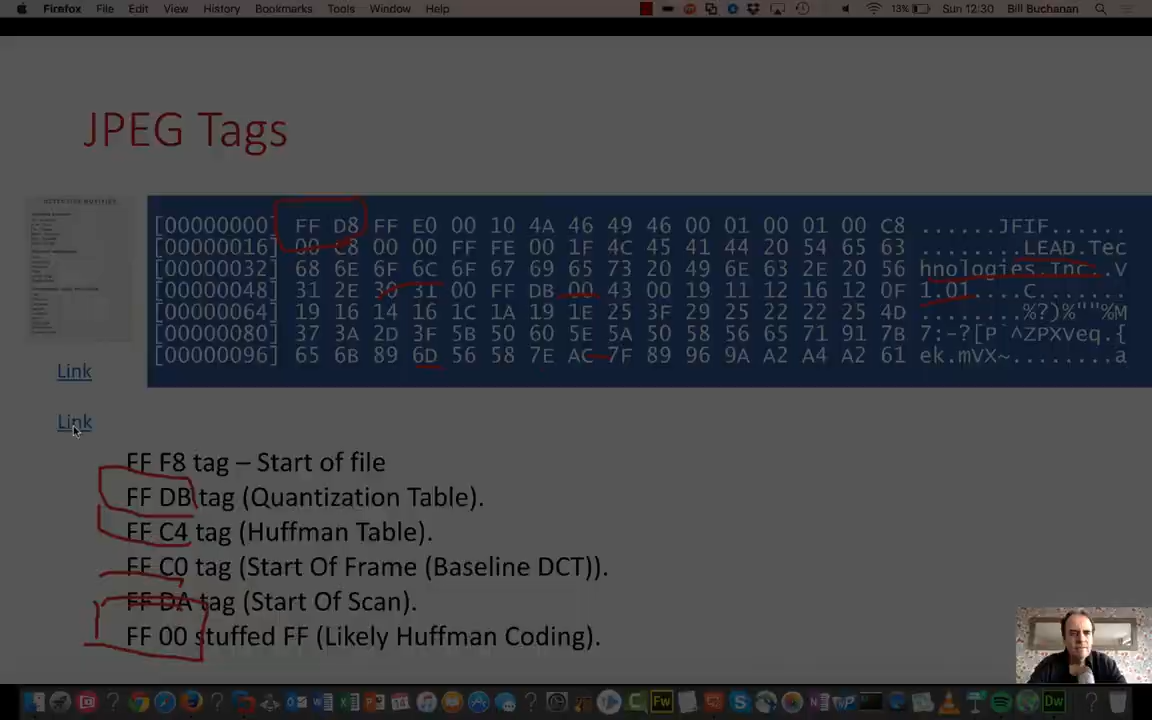 Firefox File Edit View History Bookmarks Tools Window Help 13% Sun 12:30 Bill Buchanan
JPEG Tags
[00000000] FF D8 FF E0 00 10 4A 46 49 46 00 01 00 01 00 C8 ......JFIF......
[00000016] 00 C8 00 00 FF FE 00 1F 4C 45 41 44 20 54 65 63 ........LEAD.Tec
[00000032] 68 6E 6F 6C 6F 67 69 65 73 20 49 6E 63 2E 20 56 hnologies.Inc..V
[00000048] 31 2E 30 31 00 FF DB 00 43 00 19 11 12 16 12 0F 1.01....C.......
[00000064] 19 16 14 16 1C 1A 19 1E 25 3F 29 25 22 22 25 4D ........%?)%""%M
[00000080] 37 3A 2D 3F 5B 50 60 5E 5A 50 58 56 65 71 91 7B 7:-?[P`^ZPXVeq.{
[00000096] 65 6B 89 6D 56 58 7E AC 7F 89 96 9A A2 A4 A2 61 ek.mVX~........a
Link
Link
FF F8 tag – Start of file
FF DB tag (Quantization Table).
FF C4 tag (Huffman Table).
FF C0 tag (Start Of Frame (Baseline DCT)).
FF DA tag (Start Of Scan).
FF 00 stuffed FF (Likely Huffman Coding).